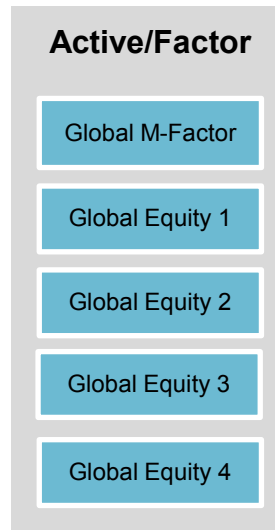 Active/Factor
Global M-Factor
Global Equity 1
Global Equity 2
Global Equity 3
Global Equity 4